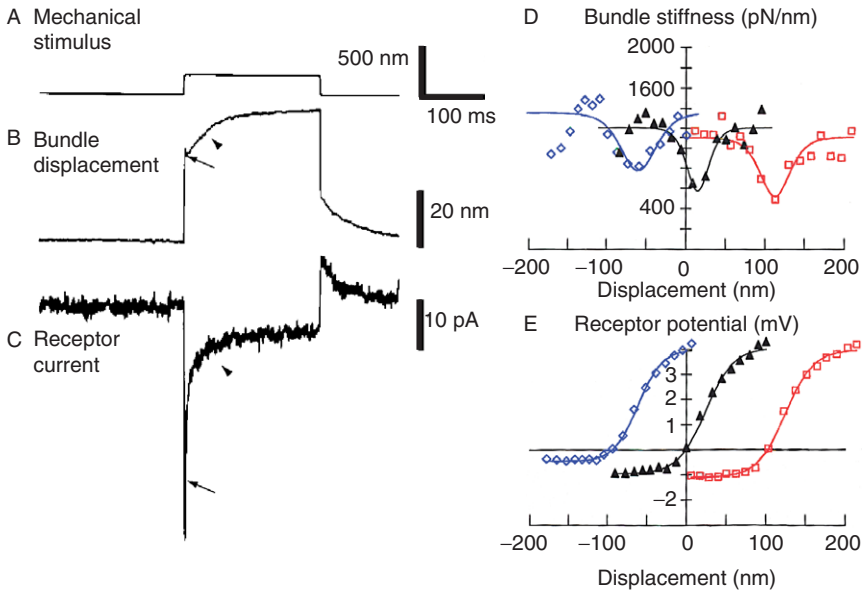 A Mechanical
stimulus
500 nm
100 ms
B Bundle
displacement
20 nm
10 pA
C Receptor
current
D Bundle stiffness (pN/nm)
2000
1600
1200
400
−200 −100 0 100 200
Displacement (nm)
E Receptor potential (mV)
3
2
1
−2
−200 −100 0 100 200
Displacement (nm)